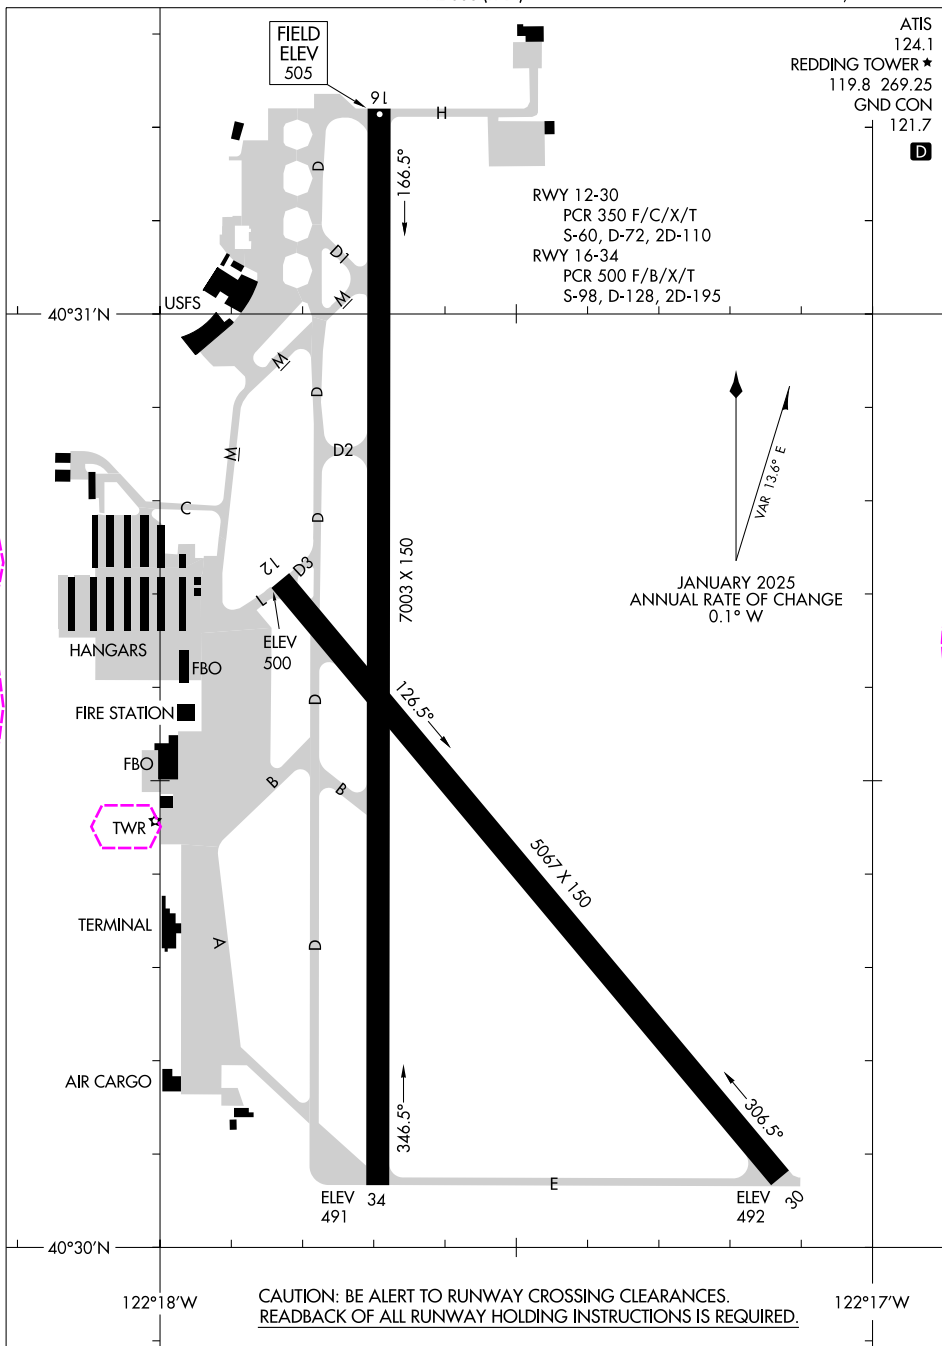 FIELD
ELEV
505
ATIS
124.1
REDDING TOWER ★
119.8 269.25
GND CON
121.7
D
16
H
D
166.5°
RWY 12-30
PCR 350 F/C/X/T
S-60, D-72, 2D-110
RWY 16-34
PCR 500 F/B/X/T
S-98, D-128, 2D-195
D1
M
USFS
40°31'N
M
D
D2
W
VAR 13.6° E
C
D
12
D3
7003 X 150
JANUARY 2025
ANNUAL RATE OF CHANGE
0.1° W
L
ELEV
500
HANGARS
FBO
D
126.5°
FIRE STATION
FBO
B
B
TWR
5067 X 150
TERMINAL
A
D
AIR CARGO
346.5°
306.5°
E
ELEV
491
34
ELEV
492
30
40°30'N
122°18'W
CAUTION: BE ALERT TO RUNWAY CROSSING CLEARANCES.
READBACK OF ALL RUNWAY HOLDING INSTRUCTIONS IS REQUIRED.
122°17'W